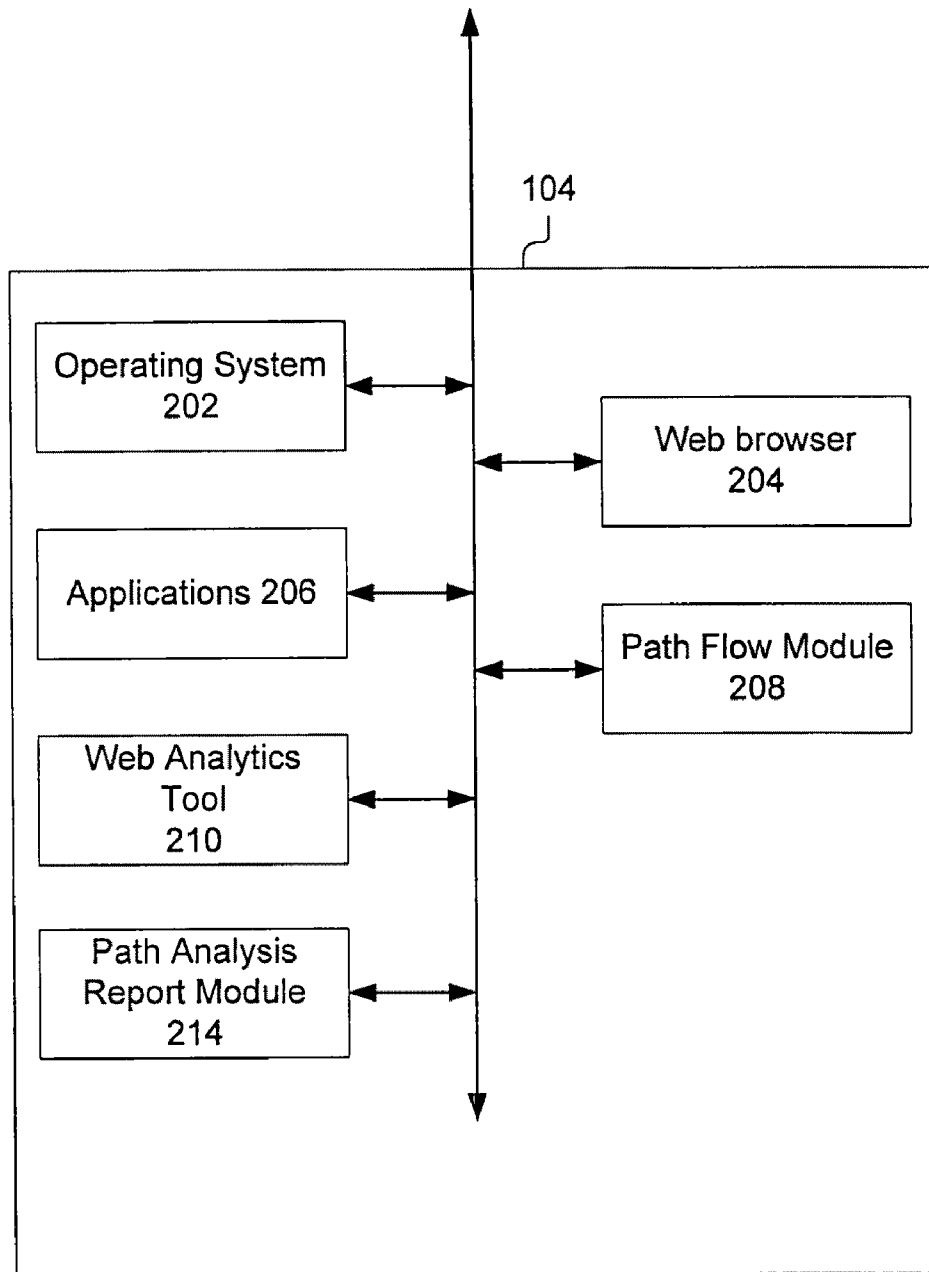 104
Operating System
202
Web browser
204
Applications 206
Path Flow Module
208
Web Analytics
Tool
210
Path Analysis
Report Module
214